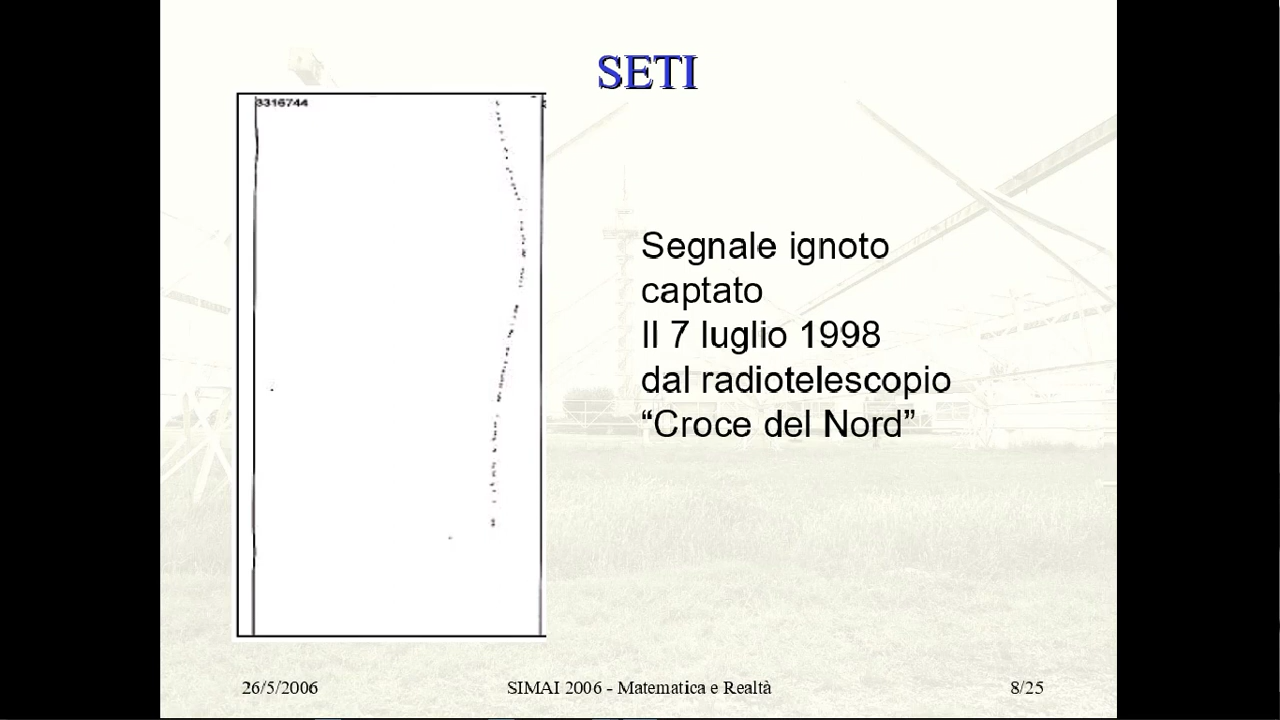 SETI
3316744
Segnale ignoto
captato
Il 7 luglio 1998
dal radiotelescopio
“Croce del Nord”
26/5/2006
SIMAI 2006 - Matematica e Realtà
8/25